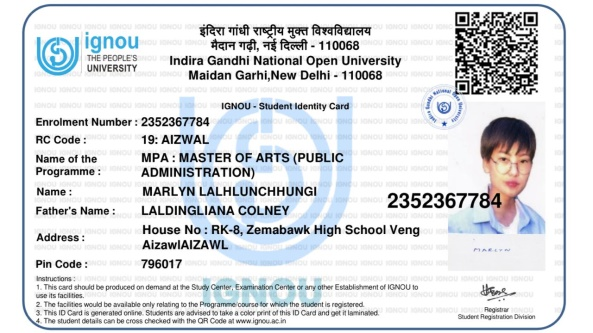 ignou
THE PEOPLE'S
UNIVERSITY
इंदिरा गांधी राष्ट्रीय मुक्त विश्वविद्यालय
मैदान गढ़ी, नई दिल्ली - 110068
Indira Gandhi National Open University
Maidan Garhi,New Delhi - 110068
IGNOU - Student Identity Card
Enrolment Number : 2352367784
RC Code : 19: AIZWAL
Name of the Programme : MPA : MASTER OF ARTS (PUBLIC ADMINISTRATION)
Name : MARLYN LALHLUNCHHUNGI
Father's Name : LALDINGLIANA COLNEY
Address : House No : RK-8, Zemabawk High School Veng
AizawlAIZAWL
Pin Code : 796017
2352367784
MARLYN
Instructions :
1. This card should be produced on demand at the Study Center, Examination Center or any other Establishment of IGNOU to
use its facilities.
2. The facilities would be available only relating to the Programme course for which the student is registered.
3. This ID Card is generated online. Students are advised to take a color print of this ID Card and get it laminated.
4. The student details can be cross checked with the QR Code at www.ignou.ac.in
Registrar
Student Registration Division
IGNOU